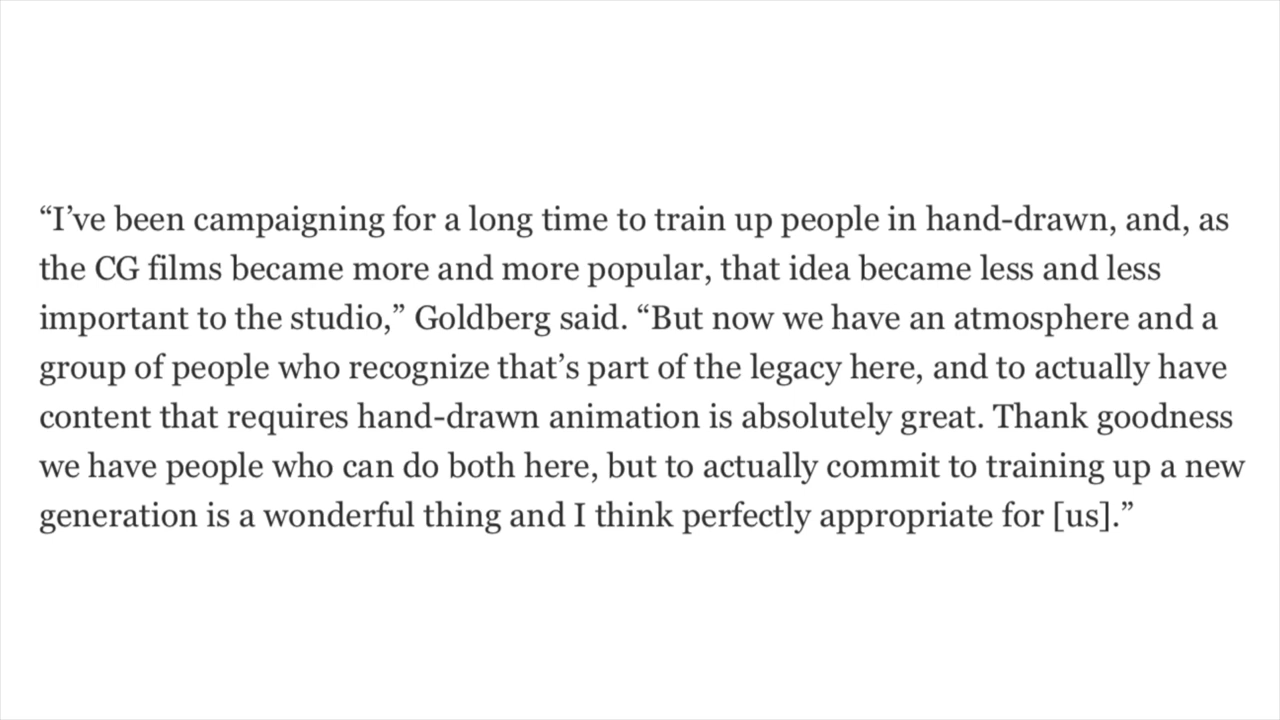 “I’ve been campaigning for a long time to train up people in hand-drawn, and, as
the CG films became more and more popular, that idea became less and less
important to the studio,” Goldberg said. “But now we have an atmosphere and a
group of people who recognize that’s part of the legacy here, and to actually have
content that requires hand-drawn animation is absolutely great. Thank goodness
we have people who can do both here, but to actually commit to training up a new
generation is a wonderful thing and I think perfectly appropriate for [us].”